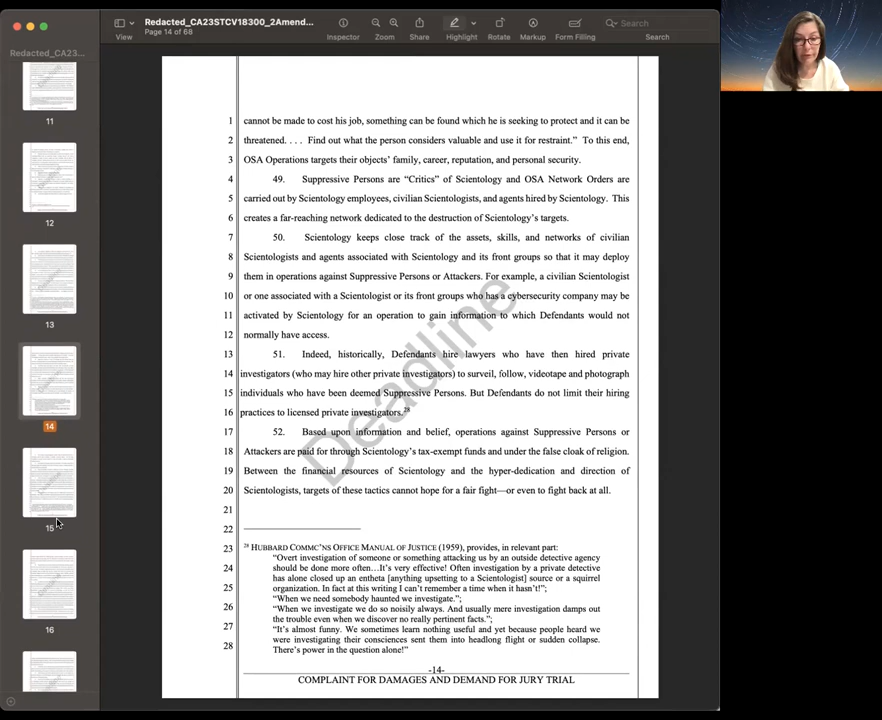 Redacted_CA23STCV18300_2Amend...
Page 14 of 68
View
Inspector
Zoom
Share
Highlight
Rotate
Markup
Form Filling
Search
Search
Redacted_CA23...
11
12
13
14
15
16
1 cannot be made to cost his job, something can be found which he is seeking to protect and it can be
2 threatened. . . . Find out what the person considers valuable and use it for restraint.” To this end,
3 OSA Operations targets their objects’ family, career, reputation, and personal security.
4 49. Suppressive Persons are “Critics” of Scientology and OSA Network Orders are
5 carried out by Scientology employees, civilian Scientologists, and agents hired by Scientology. This
6 creates a far-reaching network dedicated to the destruction of Scientology’s targets.
7 50. Scientology keeps close track of the assets, skills, and networks of civilian
8 Scientologists and agents associated with Scientology and its front groups so that it may deploy
9 them in operations against Suppressive Persons or Attackers. For example, a civilian Scientologist
10 or one associated with a Scientologist or its front groups who has a cybersecurity company may be
11 activated by Scientology for an operation to gain information to which Defendants would not
12 normally have access.
13 51. Indeed, historically, Defendants hire lawyers who have then hired private
14 investigators (who may hire other private investigators) to surveil, follow, videotape and photograph
15 individuals who have been deemed Suppressive Persons. But Defendants do not limit their hiring
16 practices to licensed private investigators.28
17 52. Based upon information and belief, operations against Suppressive Persons or
18 Attackers are paid for through Scientology’s tax-exempt funds and under the false cloak of religion.
19 Between the financial resources of Scientology and the hyper-dedication and direction of
20 Scientologists, targets of these tactics cannot hope for a fair fight—or even to fight back at all.
21
22
23 28 HUBBARD COMMC’NS OFFICE MANUAL OF JUSTICE (1959), provides, in relevant part:
“Overt investigation of someone or something attacking us by an outside detective agency
24 should be done more often…It’s very effective! Often investigation by a private detective
has alone closed up an entheta [anything upsetting to a Scientologist] source or a squirrel
25 organization. In fact at this writing I can’t remember a time when it hasn’t!”;
“When we need somebody haunted we investigate.”;
26 “When we investigate we do so noisily always. And usually mere investigation damps out
the trouble even when we discover no really pertinent facts.”;
27 “It’s almost funny. We sometimes learn nothing useful and yet because people heard we
were investigating their consciences sent them into headlong flight or sudden collapse.
28 There’s power in the question alone!”
-14-
COMPLAINT FOR DAMAGES AND DEMAND FOR JURY TRIAL
Deadline